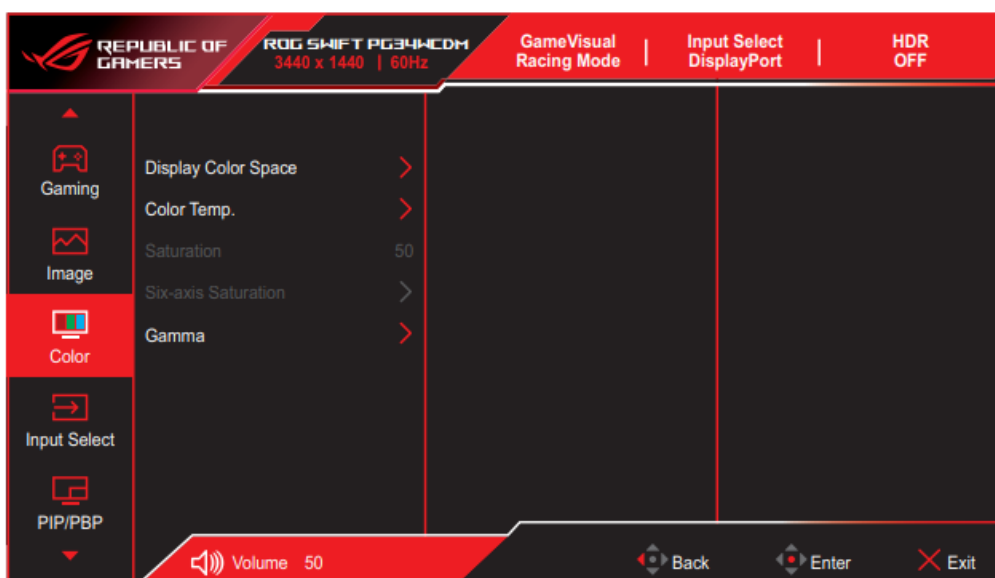 REPUBLIC OF
GAMERS
ROG SWIFT PG34WCDM
3440 x 1440 | 60Hz
GameVisual
Racing Mode
Input Select
DisplayPort
HDR
OFF
Gaming
Image
Color
Input Select
PIP/PBP
Display Color Space
Color Temp.
Saturation 50
Six-axis Saturation
Gamma
Volume 50
Back
Enter
Exit